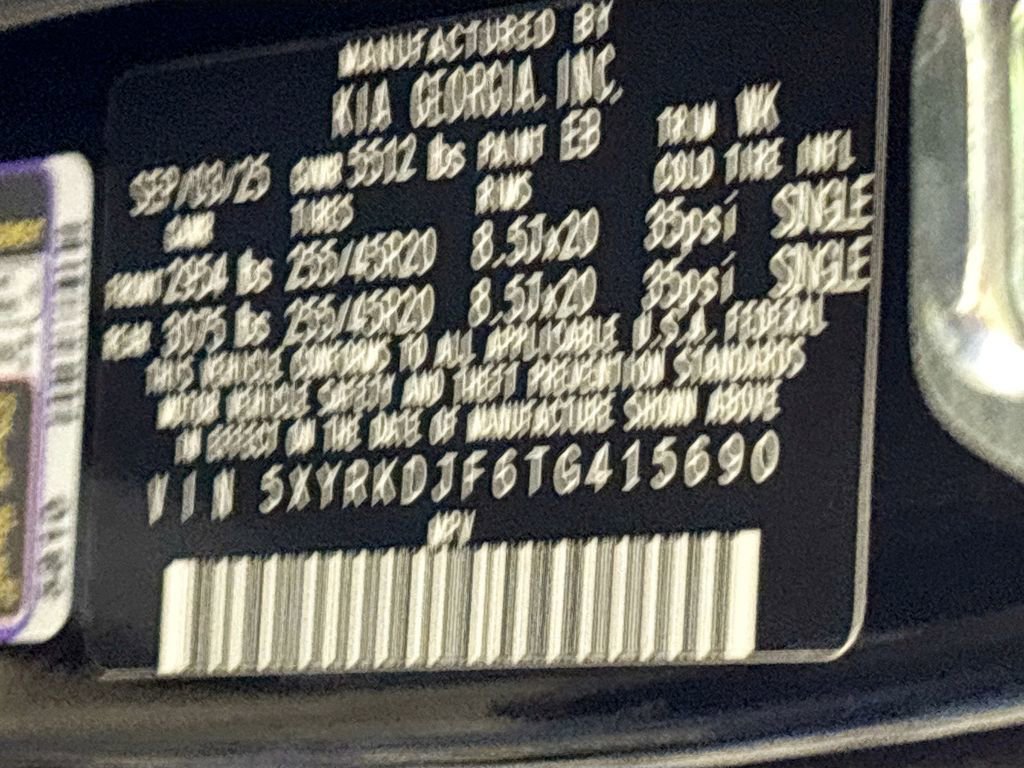 MANUFACTURED BY
KIA GEORGIA, INC.
SEP/03/25 GVWR 5512 lbs PAINT EB TRIM WK
GAWR TIRES RIMS COLD TIRE INFL
FRONT 2954 lbs 255/45R20 8.5Jx20 35psi SINGLE
REAR 3075 lbs 255/45R20 8.5Jx20 35psi SINGLE
THIS VEHICLE CONFORMS TO ALL APPLICABLE U.S.A. FEDERAL
MOTOR VEHICLE SAFETY AND THEFT PREVENTION STANDARDS
IN EFFECT ON THE DATE OF MANUFACTURE SHOWN ABOVE
VIN 5XYRKDJF6TG415690
MPV